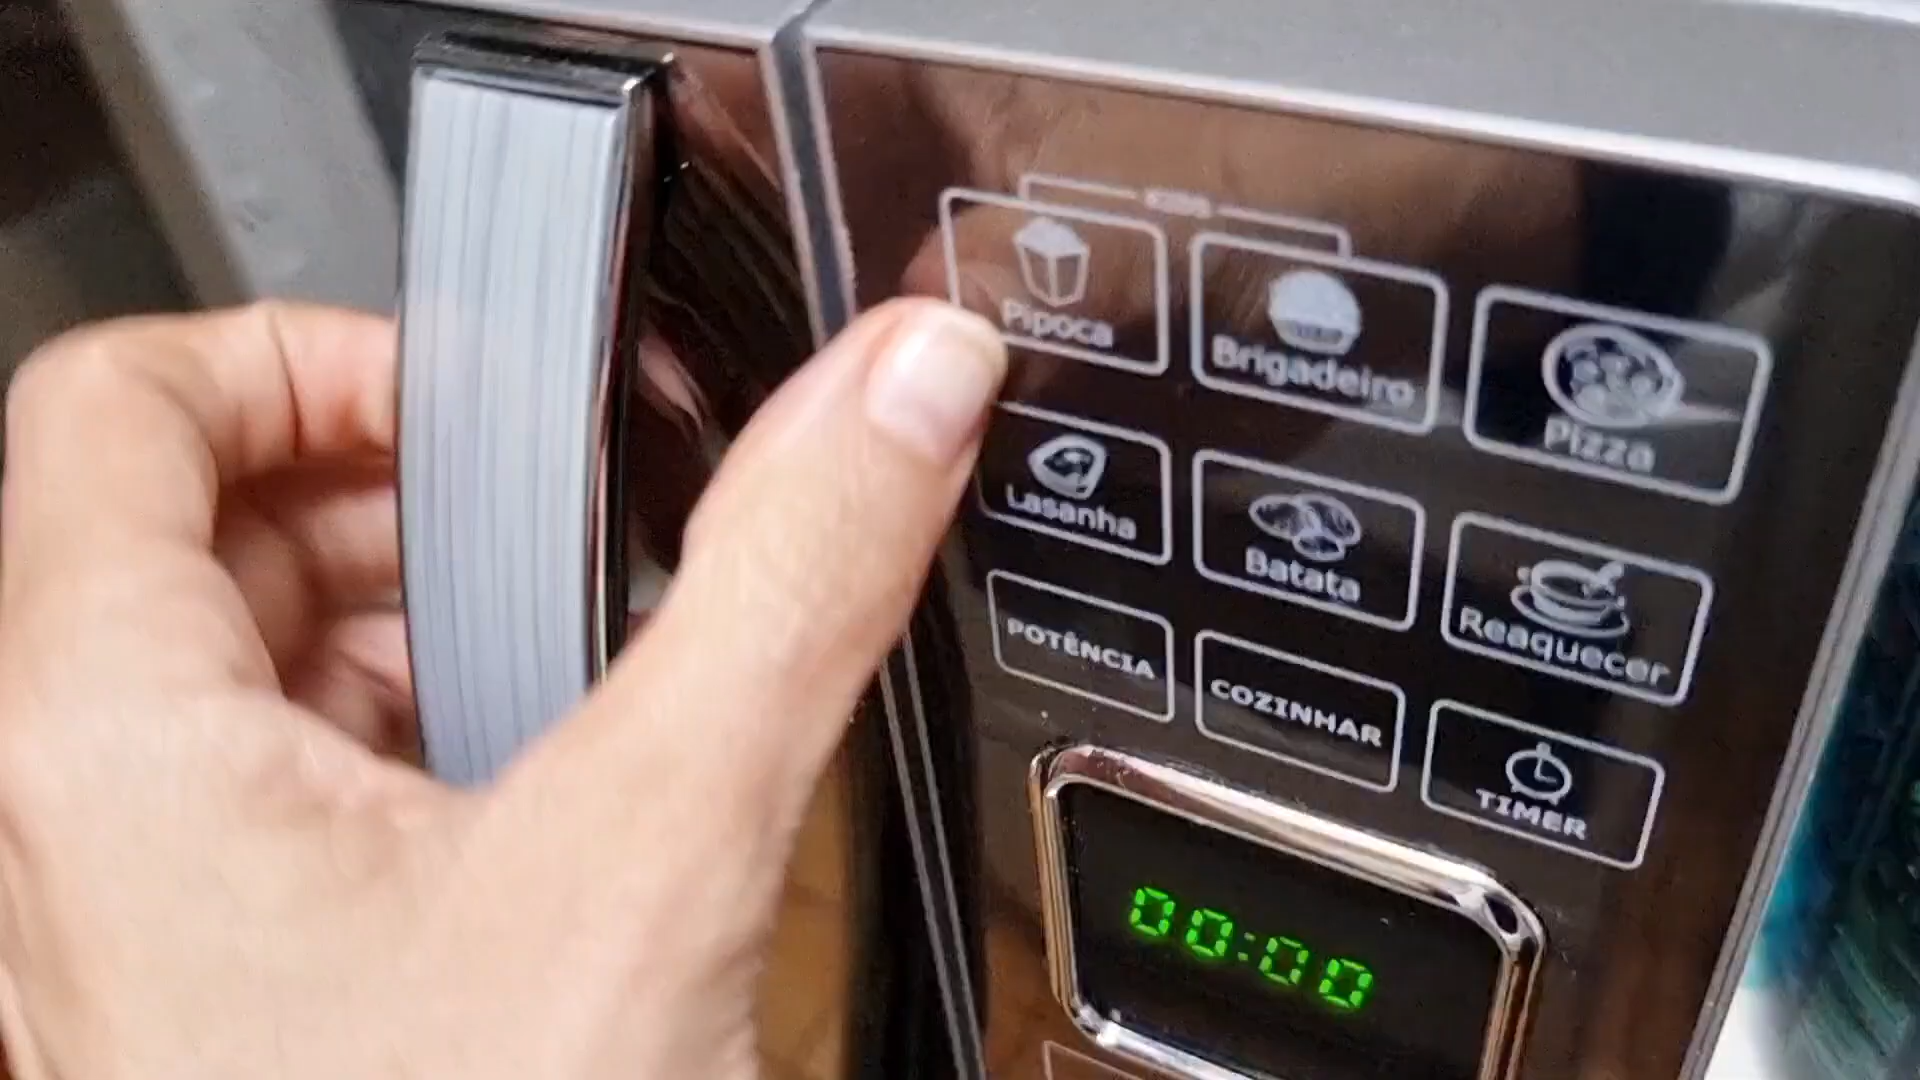 Pipoca
Brigadeiro
Pizza
Lasanha
Batata
Reaquecer
POTÊNCIA
COZINHAR
TIMER
00:00